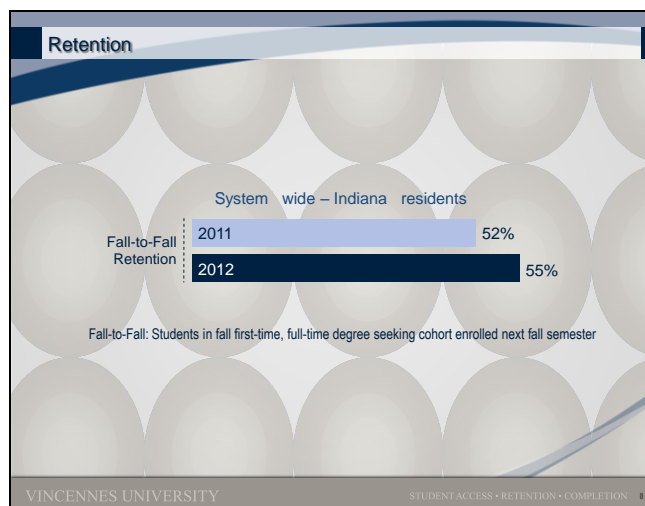 Retention
System wide – Indiana residents
Fall-to-Fall
Retention
2011
52%
2012
55%
Fall-to-Fall: Students in fall first-time, full-time degree seeking cohort enrolled next fall semester
VINCENNES UNIVERSITY
STUDENT ACCESS • RETENTION • COMPLETION 8